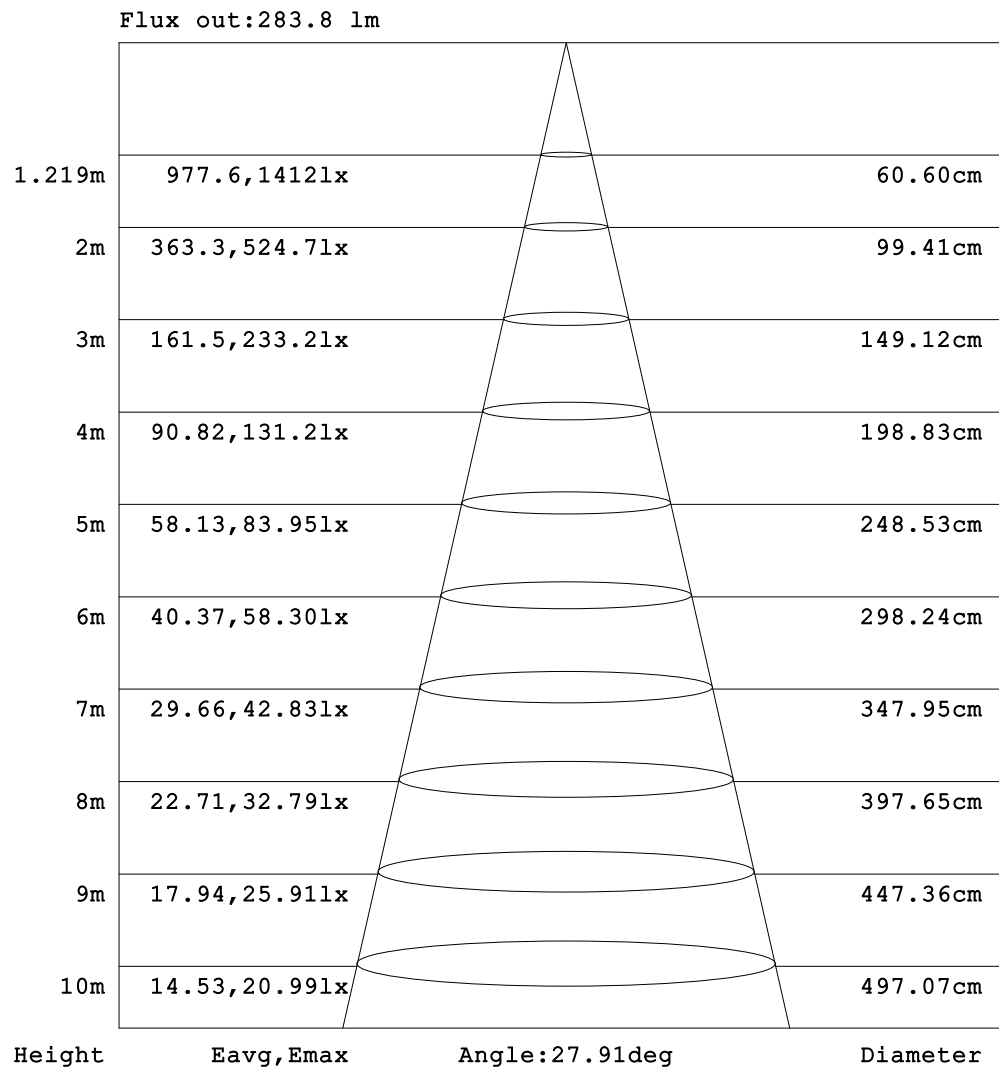 Flux out:283.8 lm
1.219m 977.6,1412lx 60.60cm
2m 363.3,524.7lx 99.41cm
3m 161.5,233.2lx 149.12cm
4m 90.82,131.2lx 198.83cm
5m 58.13,83.95lx 248.53cm
6m 40.37,58.30lx 298.24cm
7m 29.66,42.83lx 347.95cm
8m 22.71,32.79lx 397.65cm
9m 17.94,25.91lx 447.36cm
10m 14.53,20.99lx 497.07cm
Height Eavg,Emax Angle:27.91deg Diameter